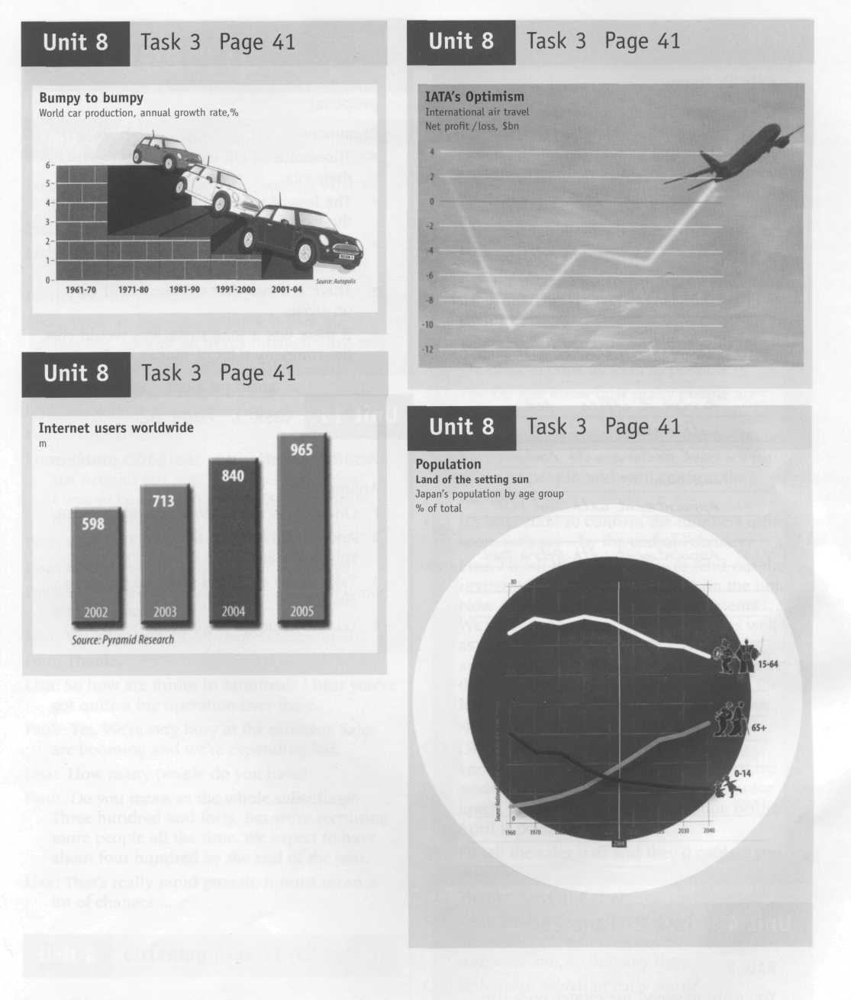 Unit 8 Task 3 Page 41
Bumpy to bumpy
World car production, annual growth rate,%
6
5
4
3
2
1
0
1961-70 1971-80 1981-90 1991-2000 2001-04
Source: Autopolis
Unit 8 Task 3 Page 41
IATA's Optimism
International air travel
Net profit / loss, $bn
4
2
0
-2
-4
-6
-8
-10
-12
Unit 8 Task 3 Page 41
Internet users worldwide
m
598
713
840
965
2002 2003 2004 2005
Source: Pyramid Research
Unit 8 Task 3 Page 41
Population
Land of the setting sun
Japan's population by age group
% of total
80
15-64
65+
0-14
0
1960 1970 2030 2040